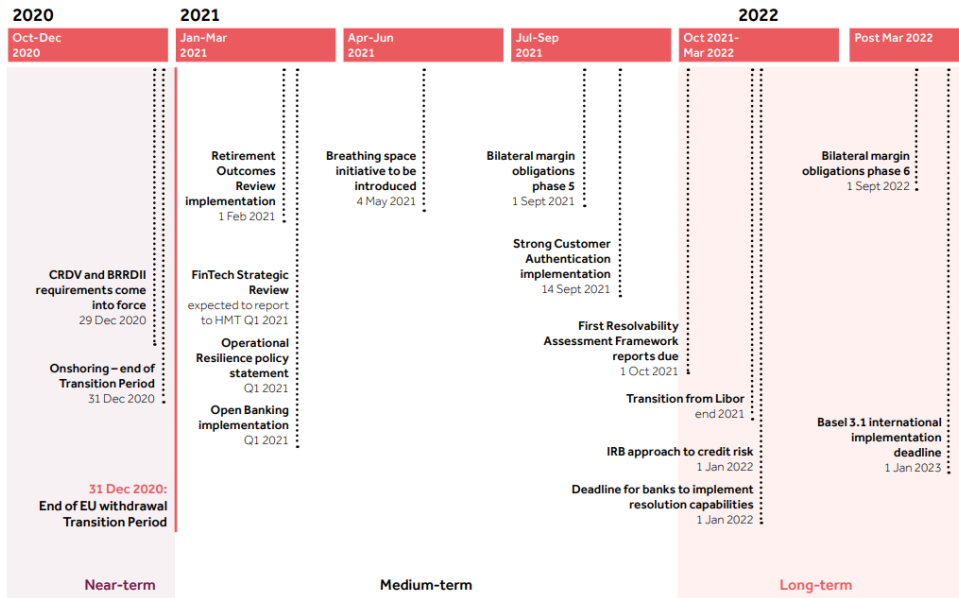 2020
2021
2022
Oct-Dec
2020
Jan-Mar
2021
Apr-Jun
2021
Jul-Sep
2021
Oct 2021-
Mar 2022
Post Mar 2022
CRDV and BRRDII
requirements come
into force
29 Dec 2020
Onshoring – end of
Transition Period
31 Dec 2020
31 Dec 2020:
End of EU withdrawal
Transition Period
Retirement
Outcomes
Review
implementation
1 Feb 2021
FinTech Strategic
Review
expected to report
to HMT Q1 2021
Operational
Resilience policy
statement
Q1 2021
Open Banking
implementation
Q1 2021
Breathing space
initiative to be
introduced
4 May 2021
Bilateral margin
obligations
phase 5
1 Sept 2021
Strong Customer
Authentication
implementation
14 Sept 2021
First Resolvability
Assessment Framework
reports due
1 Oct 2021
Transition from Libor
end 2021
IRB approach to credit risk
1 Jan 2022
Deadline for banks to implement
resolution capabilities
1 Jan 2022
Bilateral margin
obligations phase 6
1 Sept 2022
Basel 3.1 international
implementation
deadline
1 Jan 2023
Near-term
Medium-term
Long-term